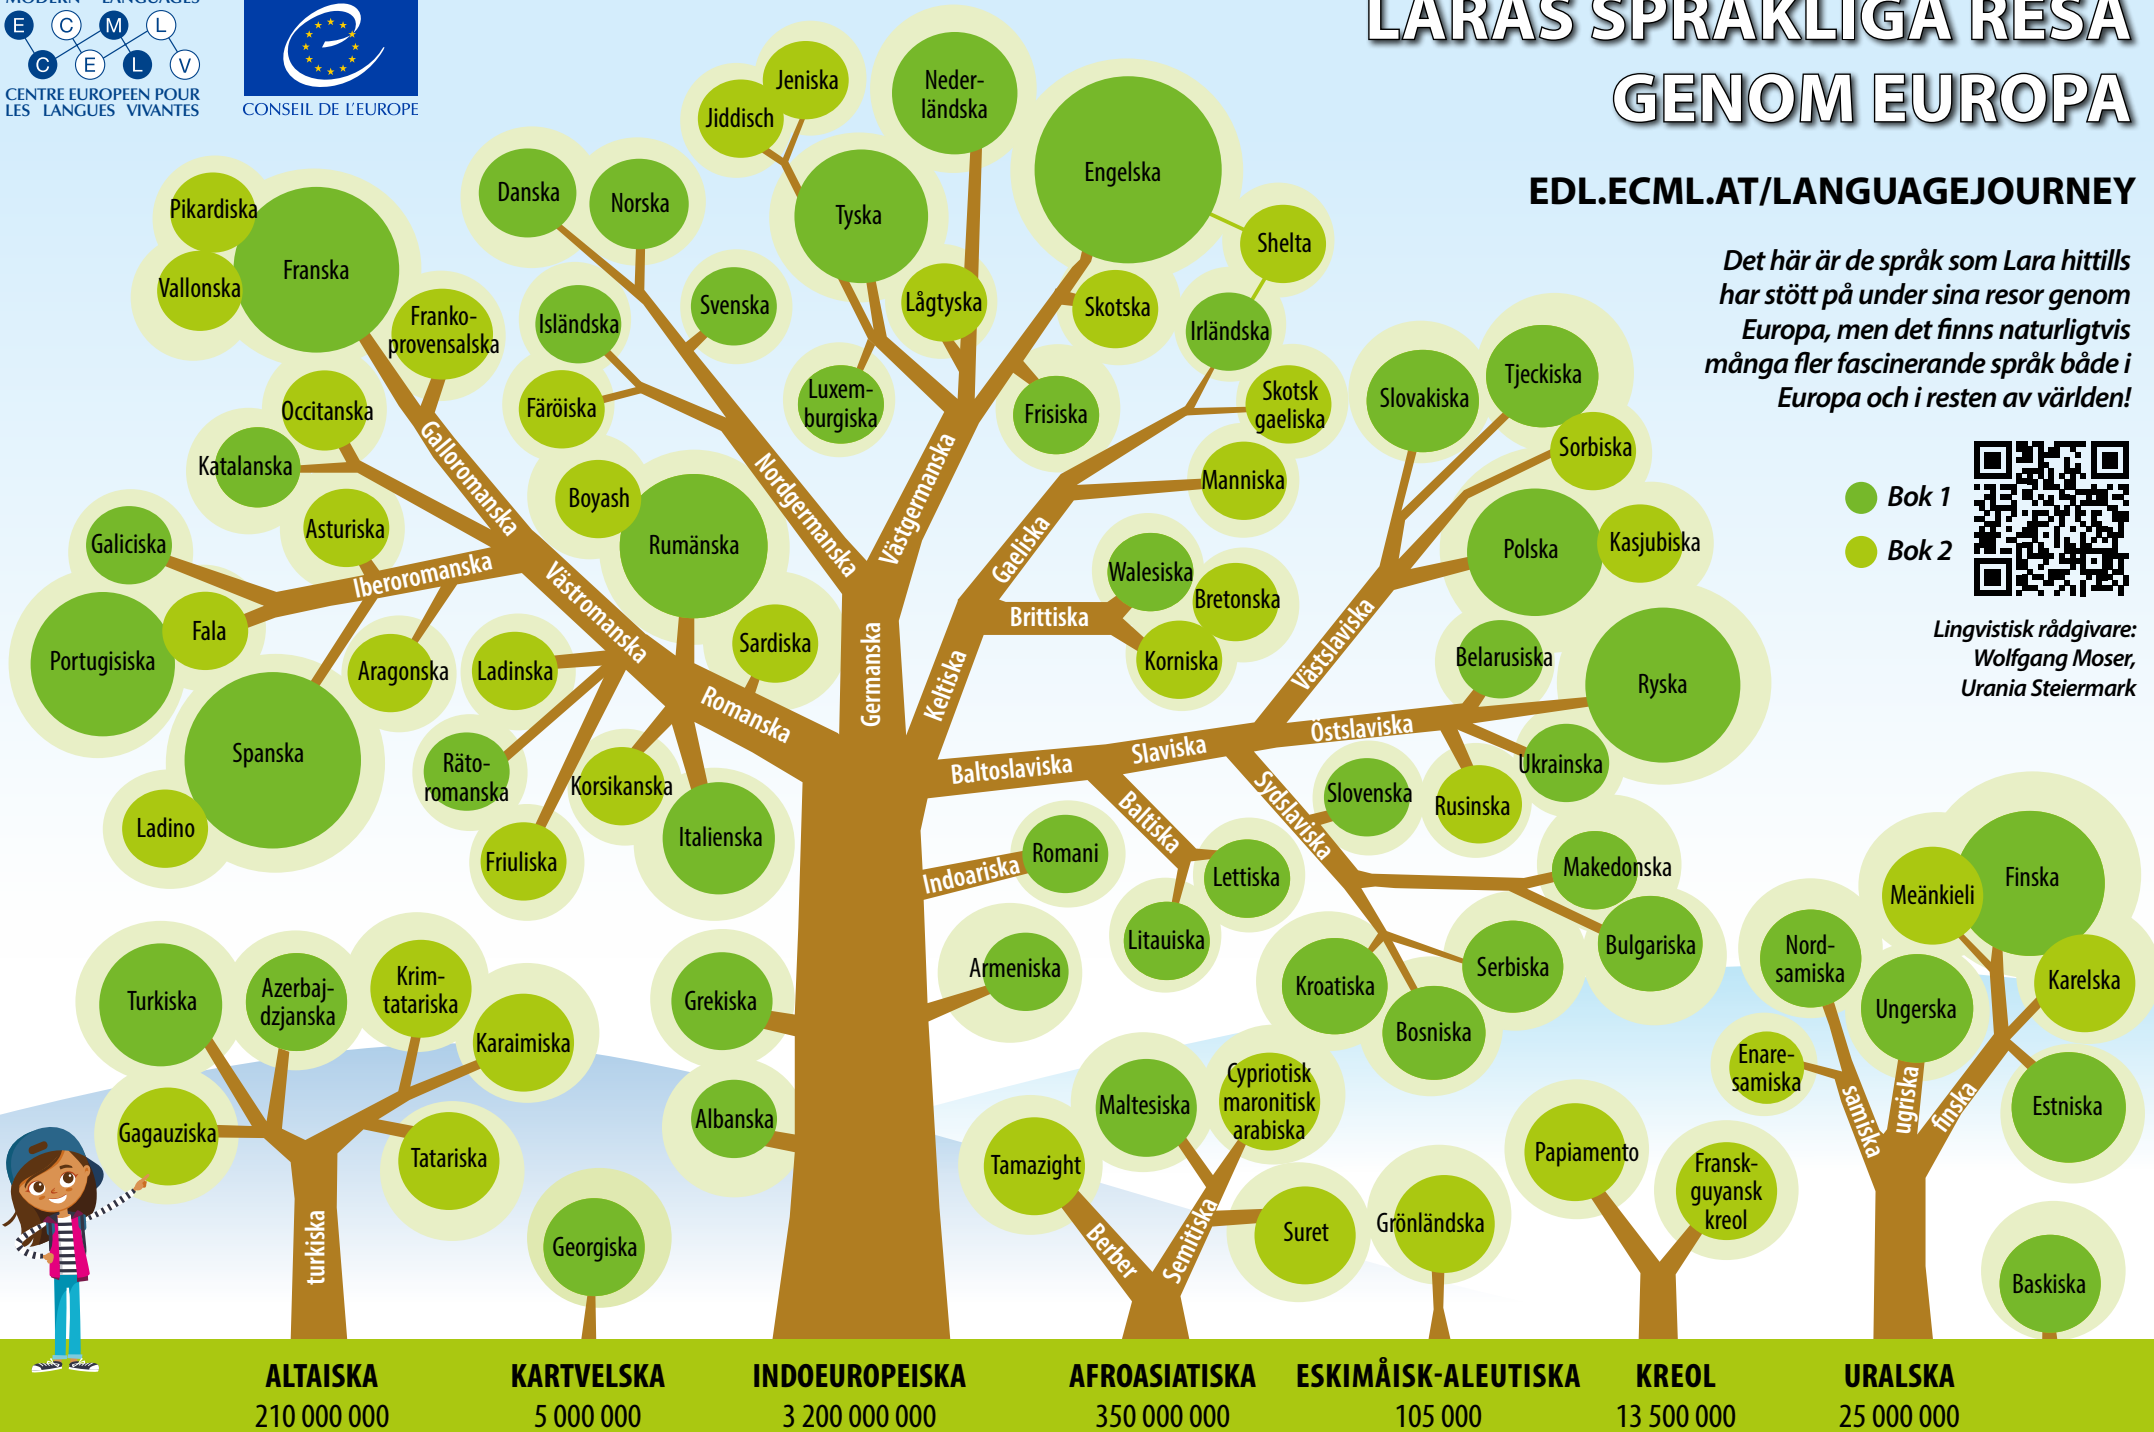 MODERN LANGUAGES
E C M L
C E L V
CENTRE EUROPEEN POUR
LES LANGUES VIVANTES
CONSEIL DE L'EUROPE
LARAS SPRÅKLIGA RESA
GENOM EUROPA
EDL.ECML.AT/LANGUAGEJOURNEY
Det här är de språk som Lara hittills
har stött på under sina resor genom
Europa, men det finns naturligtvis
många fler fascinerande språk både i
Europa och i resten av världen!
Bok 1
Bok 2
Lingvistisk rådgivare:
Wolfgang Moser,
Urania Steiermark
Pikardiska
Vallonska
Franska
Franko-
provensalska
Occitanska
Katalanska
Galloromanska
Asturiska
Galiciska
Iberoromanska
Fala
Portugisiska
Spanska
Ladino
Aragonska
Västromanska
Ladinska
Räto-
romanska
Friuliska
Korsikanska
Italienska
Romanska
Sardiska
Rumänska
Boyash
Danska
Norska
Svenska
Isländska
Färöiska
Nordgermanska
Jeniska
Jiddisch
Tyska
Neder-
ländska
Lågtyska
Luxem-
burgiska
Engelska
Shelta
Skotska
Frisiska
Västgermanska
Germanska
Irländska
Skotsk
gaeliska
Manniska
Gaeliska
Walesiska
Bretonska
Korniska
Brittiska
Keltiska
Slovakiska
Tjeckiska
Sorbiska
Polska
Kasjubiska
Västslaviska
Belarusiska
Ryska
Ukrainska
Rusinska
Östslaviska
Slaviska
Baltoslaviska
Baltiska
Lettiska
Litauiska
Sydslaviska
Slovenska
Makedonska
Bulgariska
Serbiska
Kroatiska
Bosniska
Indoariska
Romani
Armeniska
Grekiska
Albanska
Turkiska
Azerbaj-
dzjanska
Krim-
tatariska
Karaimiska
Gagauziska
Tatariska
turkiska
Georgiska
Tamazight
Maltesiska
Cypriotisk
maronitisk
arabiska
Suret
Berber
Semitiska
Grönländska
Papiamento
Fransk-
guyansk
kreol
Meänkieli
Finska
Nord-
samiska
Ungerska
Karelska
Enare-
samiska
Estniska
samiska
ugriska
finska
Baskiska
ALTAISKA
210 000 000
KARTVELSKA
5 000 000
INDOEUROPEISKA
3 200 000 000
AFROASIATISKA
350 000 000
ESKIMÅISK-ALEUTISKA
105 000
KREOL
13 500 000
URALSKA
25 000 000